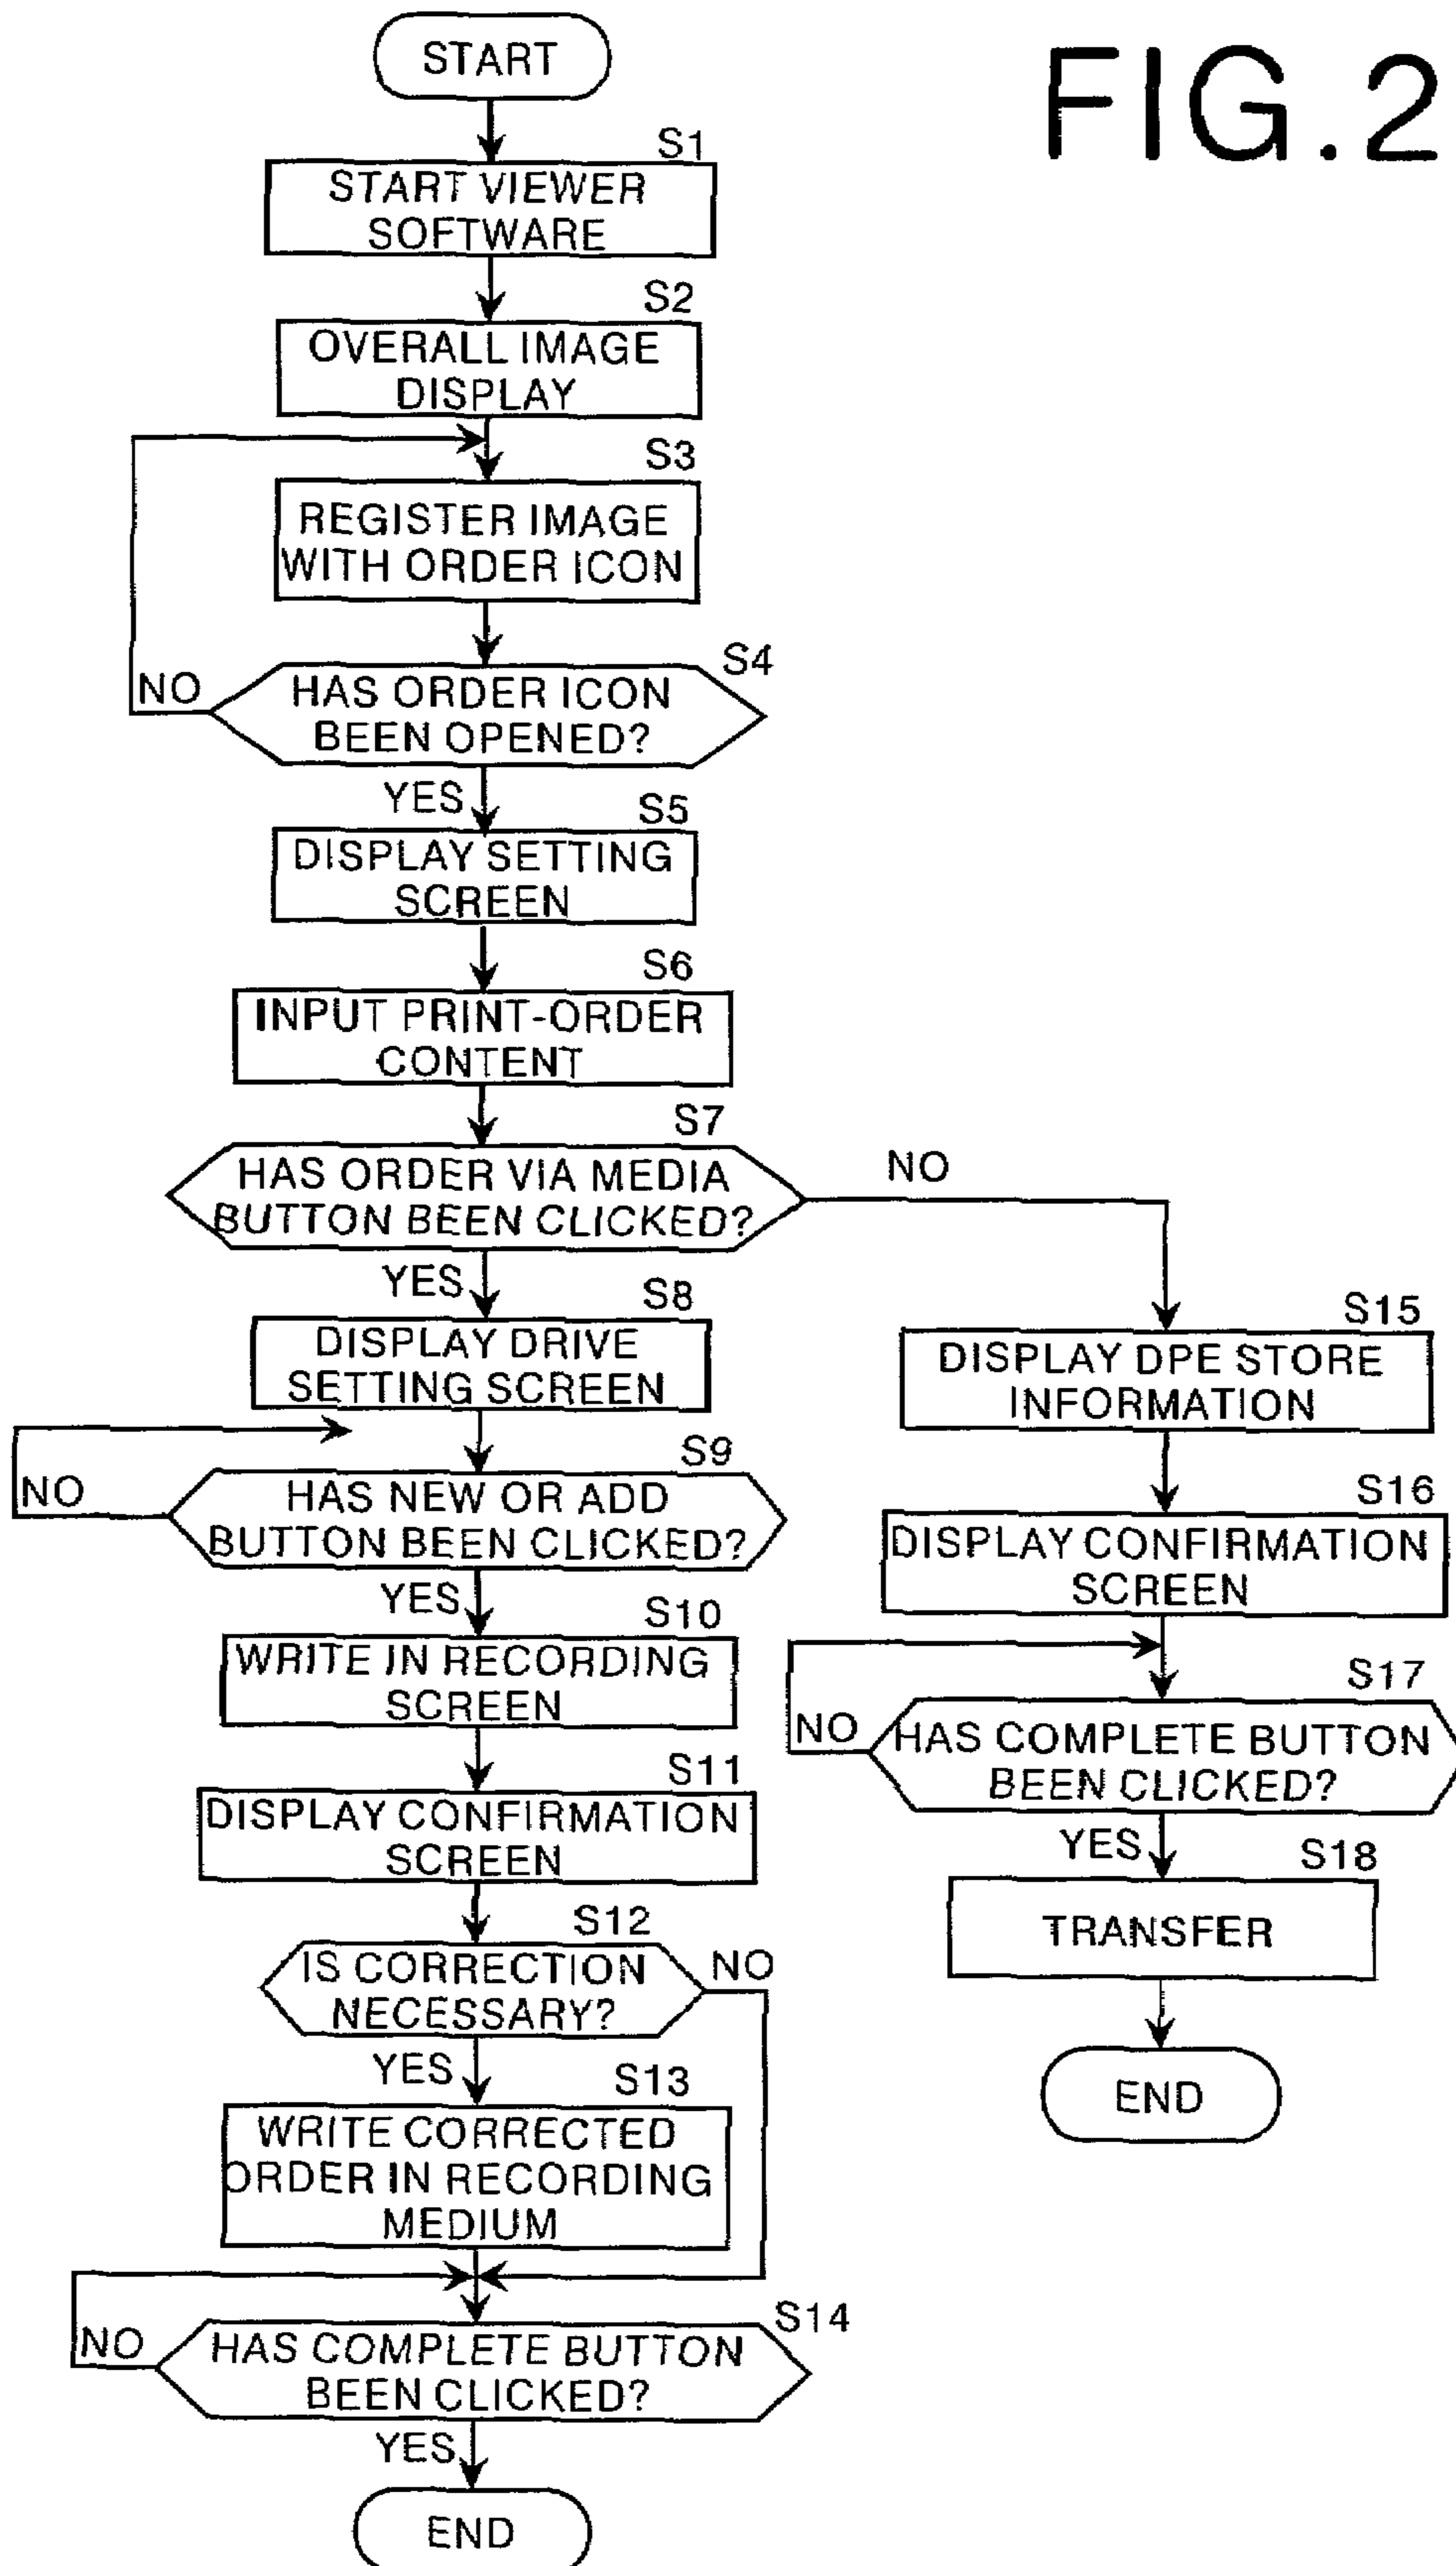 FIG.2
START
S1
START VIEWER
SOFTWARE
S2
OVERALL IMAGE
DISPLAY
S3
REGISTER IMAGE
WITH ORDER ICON
S4
HAS ORDER ICON
BEEN OPENED?
NO
YES
S5
DISPLAY SETTING
SCREEN
S6
INPUT PRINT-ORDER
CONTENT
S7
HAS ORDER VIA MEDIA
BUTTON BEEN CLICKED?
NO
YES
S8
DISPLAY DRIVE
SETTING SCREEN
S9
HAS NEW OR ADD
BUTTON BEEN CLICKED?
NO
YES
S10
WRITE IN RECORDING
SCREEN
S11
DISPLAY CONFIRMATION
SCREEN
S12
IS CORRECTION
NECESSARY?
NO
YES
S13
WRITE CORRECTED
ORDER IN RECORDING
MEDIUM
S14
HAS COMPLETE BUTTON
BEEN CLICKED?
NO
YES
END
S15
DISPLAY DPE STORE
INFORMATION
S16
DISPLAY CONFIRMATION
SCREEN
S17
HAS COMPLETE BUTTON
BEEN CLICKED?
NO
YES
S18
TRANSFER
END